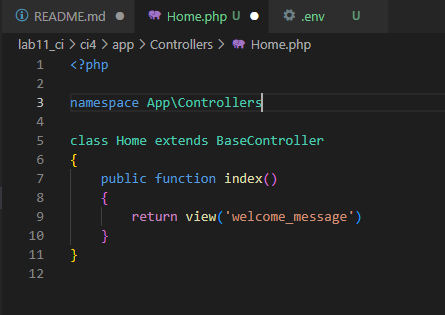 README.md Home.php U .env U
lab11_ci > ci4 > app > Controllers > Home.php
1 <?php
2
3 namespace App\Controllers
4
5 class Home extends BaseController
6 {
7 public function index()
8 {
9 return view('welcome_message')
10 }
11 }
12